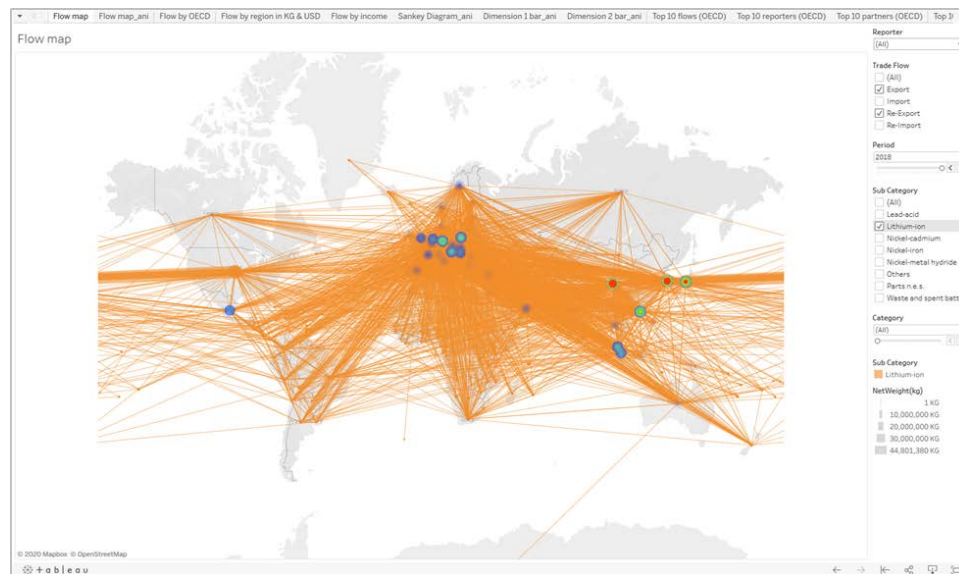 Flow map Flow map_ani Flow by OECD Flow by region in KG & USD Flow by income Sankey Diagram_ani Dimension 1 bar_ani Dimension 2 bar_ani Top 10 flows (OECD) Top 10 reporters (OECD) Top 10 partners (OECD) Top 1
Flow map
Reporter
(All)
Trade Flow
(All)
Export
Import
Re-Export
Re-Import
Period
2018
Sub Category
(All)
Lead-acid
Lithium-ion
Nickel-cadmium
Nickel-iron
Nickel-metal hydride
Others
Parts n.e.s.
Waste and spent batt
Category
(All)
Sub Category
Lithium-ion
NetWeight(kg)
1 KG
10,000,000 KG
20,000,000 KG
30,000,000 KG
44,801,380 KG
© 2020 Mapbox © OpenStreetMap
+ a b l e a u